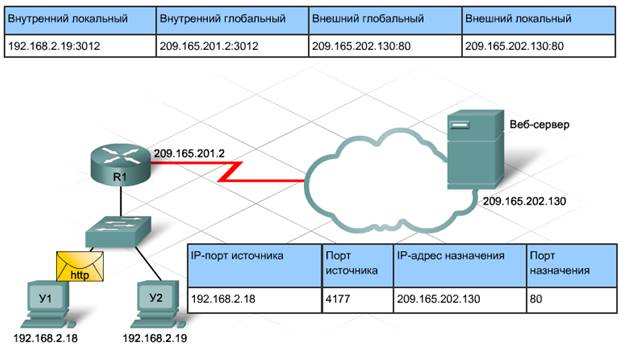 Внутренний локальный Внутренний глобальный Внешний глобальный Внешний локальный
192.168.2.19:3012 209.165.201.2:3012 209.165.202.130:80 209.165.202.130:80
Веб-сервер
209.165.201.2
R1
209.165.202.130
http
IP-порт источника Порт источника IP-адрес назначения Порт назначения
192.168.2.18 4177 209.165.202.130 80
У1 У2
192.168.2.18 192.168.2.19